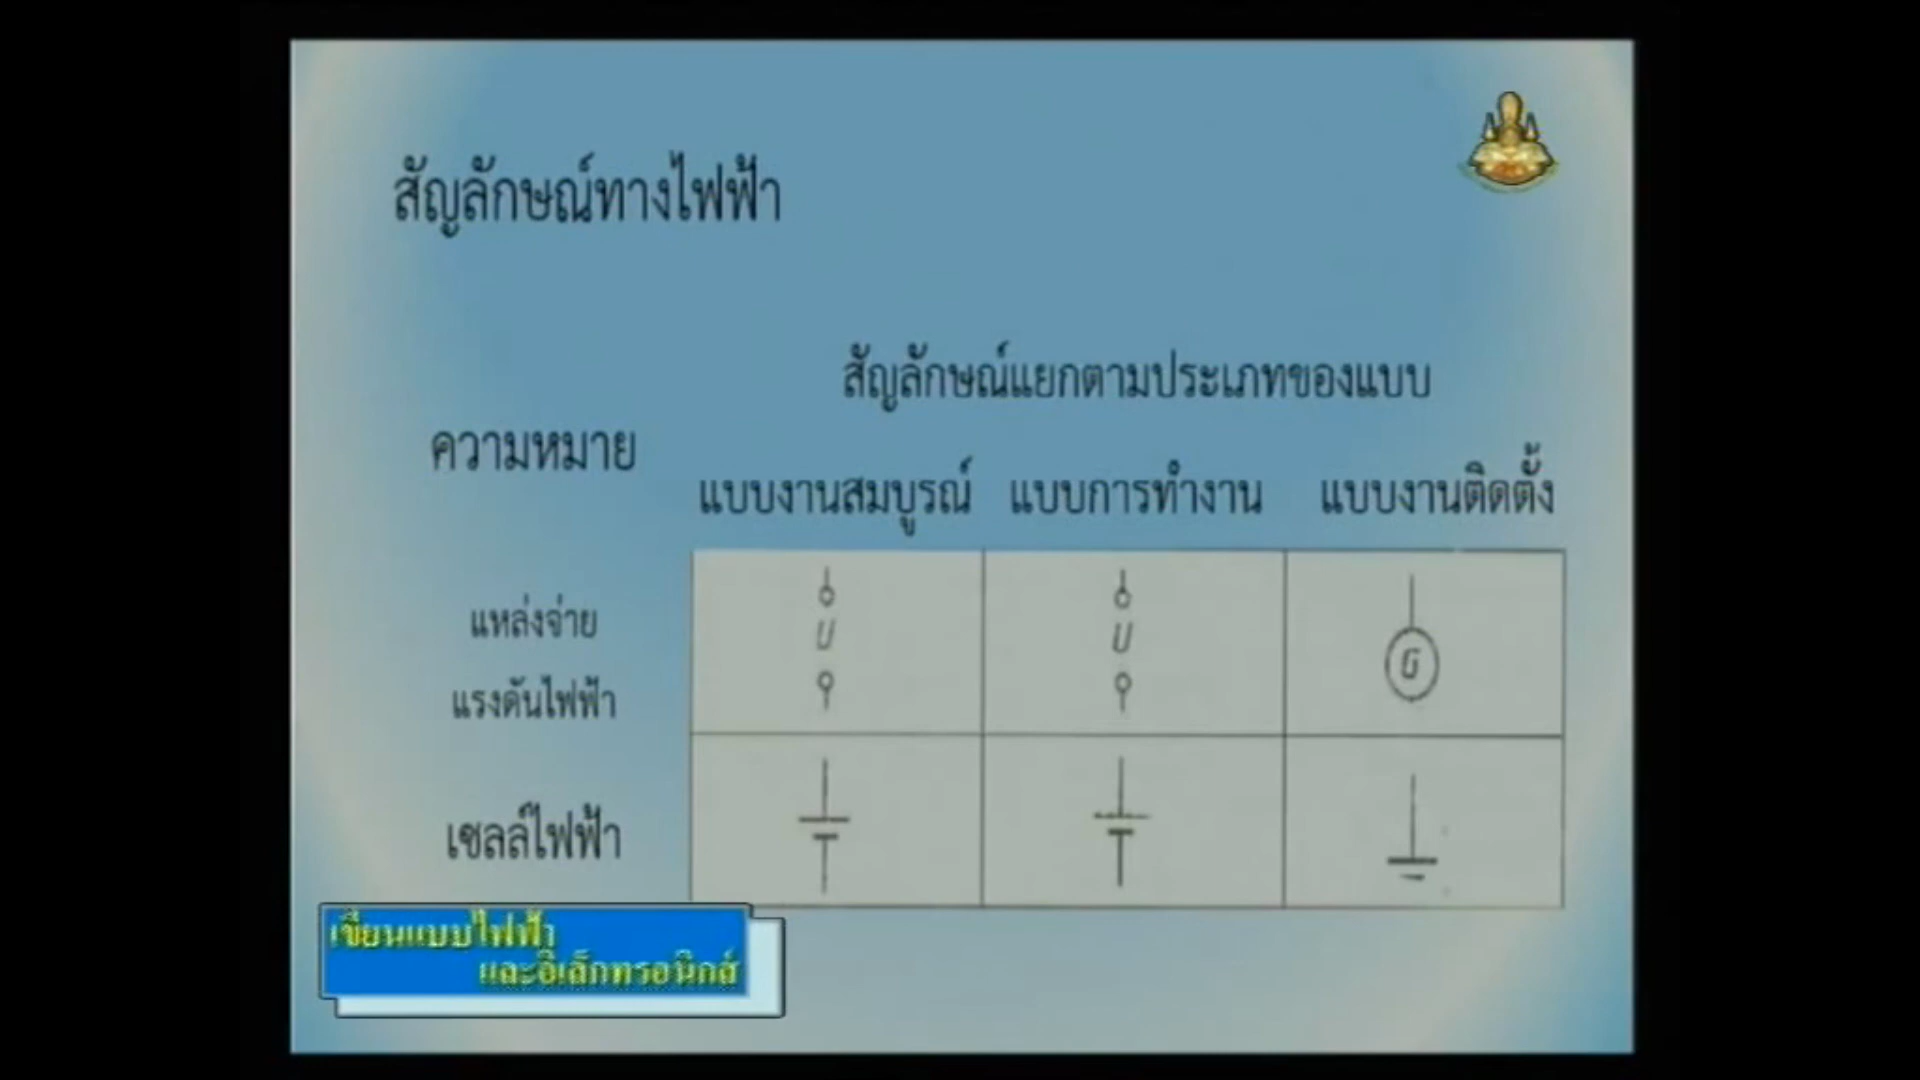 สัญลักษณ์ทางไฟฟ้า
สัญลักษณ์แยกตามประเภทของแบบ
ความหมาย
แบบงานสมบูรณ์ แบบการทำงาน แบบงานติดตั้ง
แหล่งจ่าย
แรงดันไฟฟ้า
U U G
เซลล์ไฟฟ้า
เขียนแบบไฟฟ้า
และอิเล็กทรอนิกส์